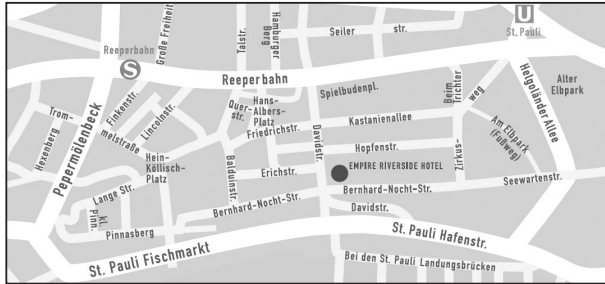 U
St. Pauli
Reeperbahn
S
Große Freiheit
Talstr.
Hamburger
Berg
Seiler
str.
Reeperbahn
Spielbudenpl.
Beim
Trichter
weg
Zirkus-
Helgoländer Allee
Alter
Elbpark
Am Elbpark
(Fußweg)
Hexenberg
Trom-
melstraße
Pepermölenbeck
Finkenstr.
Lincolnstr.
Quer-
str.
Hans-
Albers-
Platz
Friedrichstr.
Davidstr.
Kastanienallee
Hopfenstr.
Hein-
Köllisch-
Platz
Balduinstr.
Erichstr.
EMPIRE RIVERSIDE HOTEL
Bernhard-Nocht-Str.
Seewartenstr.
Lange Str.
kl.
Pinn.
Pinnasberg
Bernhard-Nocht-Str.
Davidstr.
St. Pauli Fischmarkt
St. Pauli Hafenstr.
Bei den St. Pauli Landungsbrücken